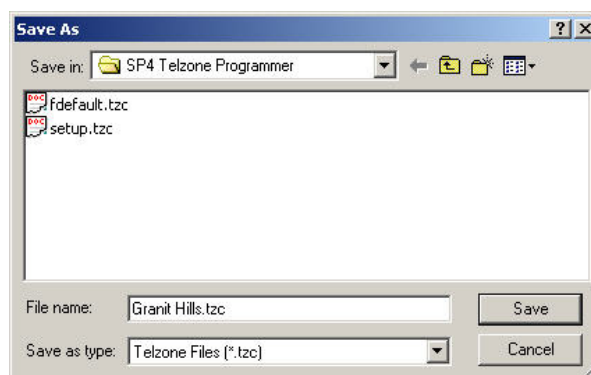 Save As
Save in: SP4 Telzone Programmer
fdefault.tzc
setup.tzc
File name: Granit Hills.tzc Save
Save as type: Telzone Files (*.tzc) Cancel